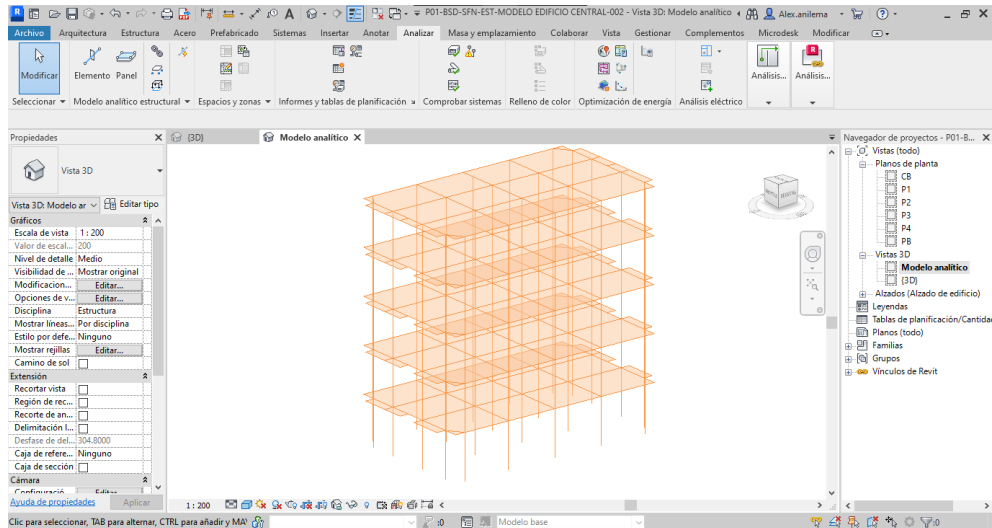 P01-BSD-SFN-EST-MODELO EDIFICIO CENTRAL-002 - Vista 3D: Modelo analítico
Alex.anilema
Archivo Arquitectura Estructura Acero Prefabricado Sistemas Insertar Anotar Analizar Masa y emplazamiento Colaborar Vista Gestionar Complementos Microdesk Modificar
Modificar
Elemento Panel
Análisis... Análisis...
Seleccionar Modelo analítico estructural Espacios y zonas Informes y tablas de planificación Comprobar sistemas Relleno de color Optimización de energía Análisis eléctrico
Propiedades
{3D}
Modelo analítico
Navegador de proyectos - P01-B...
Vista 3D
Vista 3D: Modelo ar
Editar tipo
Gráficos
Escala de vista 1 : 200
Valor de escal... 200
Nivel de detalle Medio
Visibilidad de ... Mostrar original
Modificacion... Editar...
Opciones de v... Editar...
Disciplina Estructura
Mostrar líneas... Por disciplina
Estilo por defe... Ninguno
Mostrar rejillas Editar...
Camino de sol
Extensión
Recortar vista
Región de rec...
Recorte de an...
Delimitación l...
Desfase de del... 304.8000
Caja de refere... Ninguno
Caja de sección
Cámara
Configuració... Editar...
Ayuda de propiedades Aplicar
Vistas (todo)
Planos de planta
CB
P1
P2
P3
P4
PB
Vistas 3D
Modelo analítico
{3D}
Alzados (Alzado de edificio)
Leyendas
Tablas de planificación/Cantida
Planos (todo)
Familias
Grupos
Vínculos de Revit
1 : 200
Clic para seleccionar, TAB para alternar, CTRL para añadir y MAY
:0
Modelo base
:0